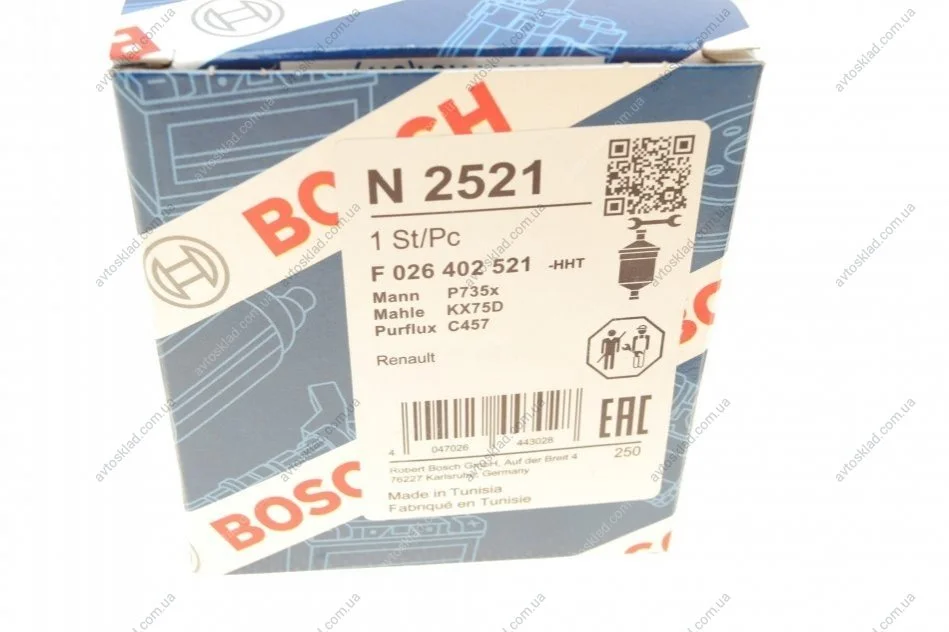 BOSCH
N 2521
1 St/Pc
F 026 402 521 -HHT
Mann P735x
Mahle KX75D
Purflux C457
Renault
4 047026 443028
EAC
250
Robert Bosch GmbH, Auf der Breit 4
76227 Karlsruhe, Germany
Made in Tunisia
Fabriqué en Tunisie
BOSC
avtosklad.com.ua